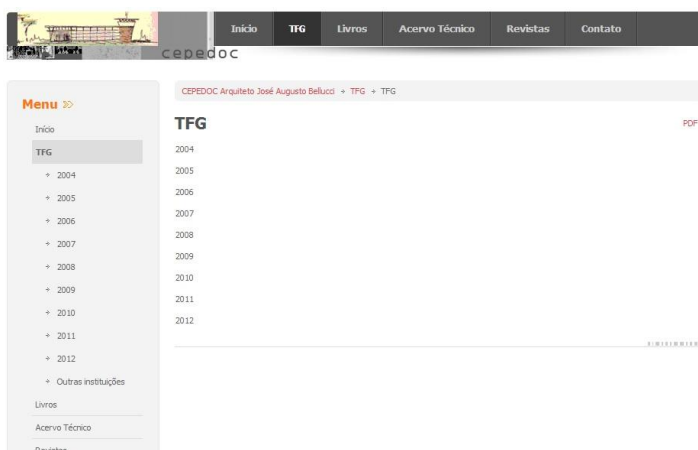 Início TFG Livros Acervo Técnico Revistas Contato
cepedoc
CEPEDOC Arquiteto José Augusto Bellucci + TFG + TFG
Menu
Início
TFG
2004
2005
2006
2007
2008
2009
2010
2011
2012
Outras instituições
Livros
Acervo Técnico
Revistas
TFG
PDF
2004
2005
2006
2007
2008
2009
2010
2011
2012